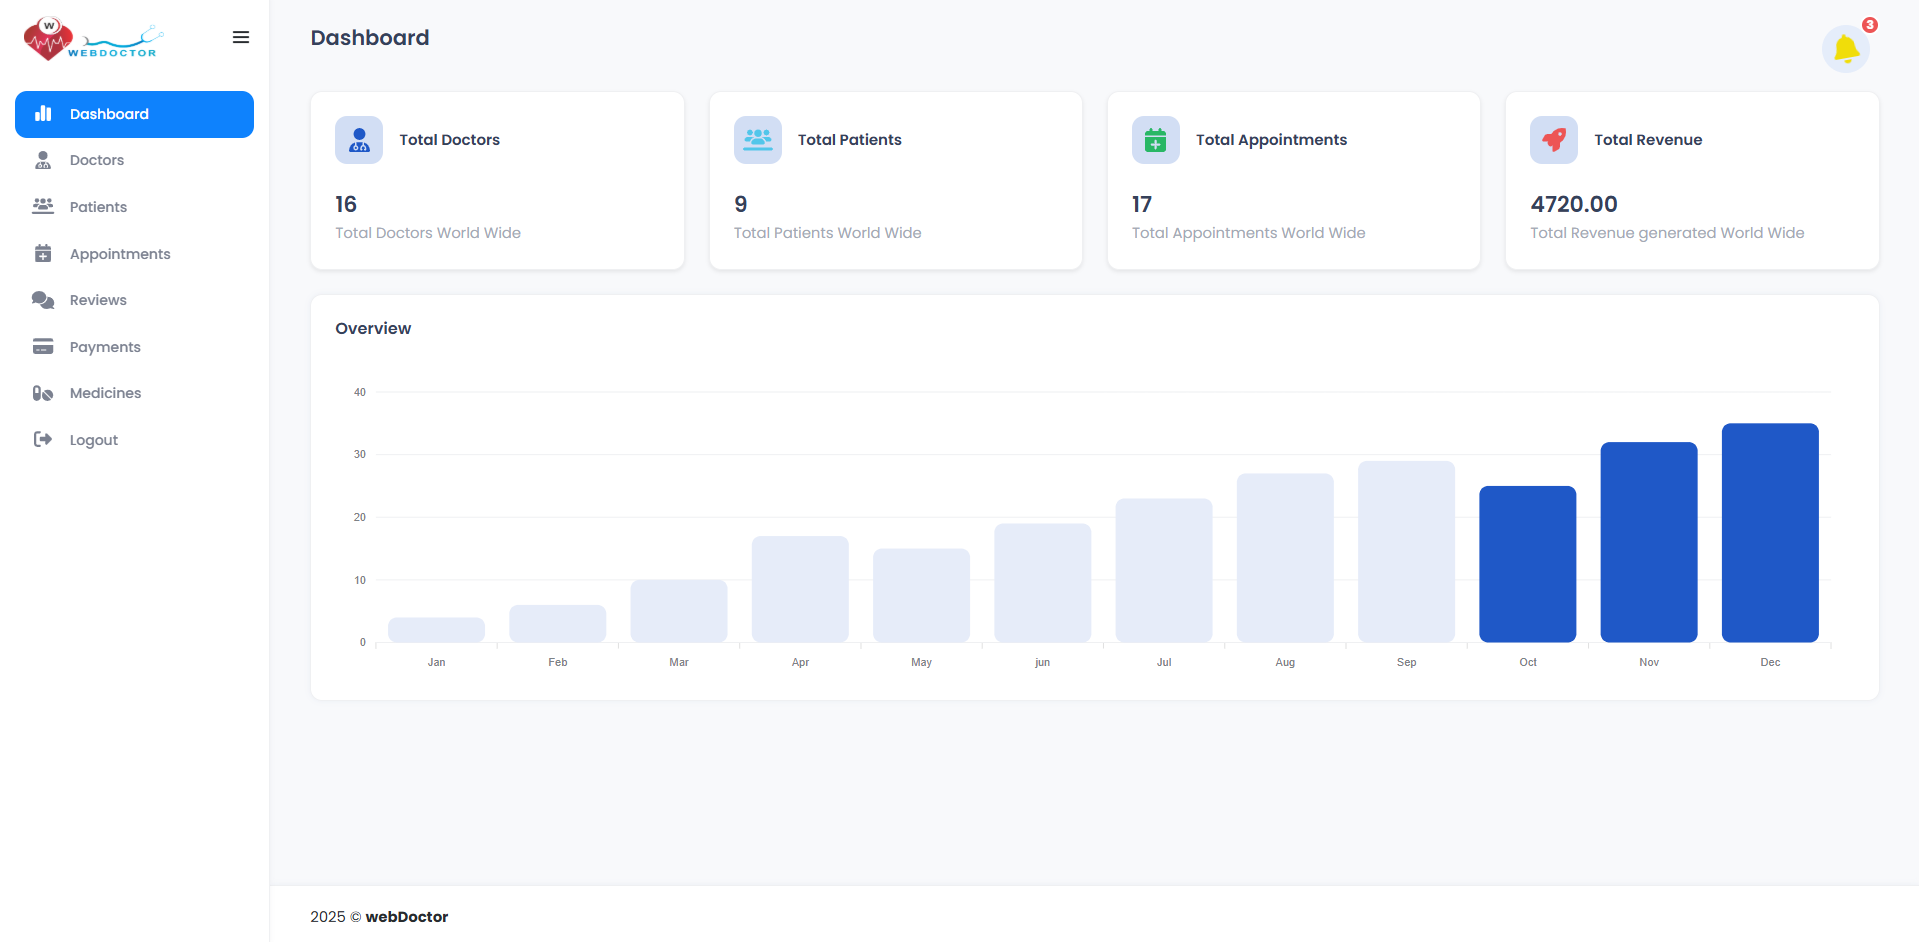 W
WEBDOCTOR
Dashboard
Doctors
Patients
Appointments
Reviews
Payments
Medicines
Logout
Dashboard
3
Total Doctors
16
Total Doctors World Wide
Total Patients
9
Total Patients World Wide
Total Appointments
17
Total Appointments World Wide
Total Revenue
4720.00
Total Revenue generated World Wide
Overview
40
30
20
10
0
Jan Feb Mar Apr May jun Jul Aug Sep Oct Nov Dec
2025 © webDoctor